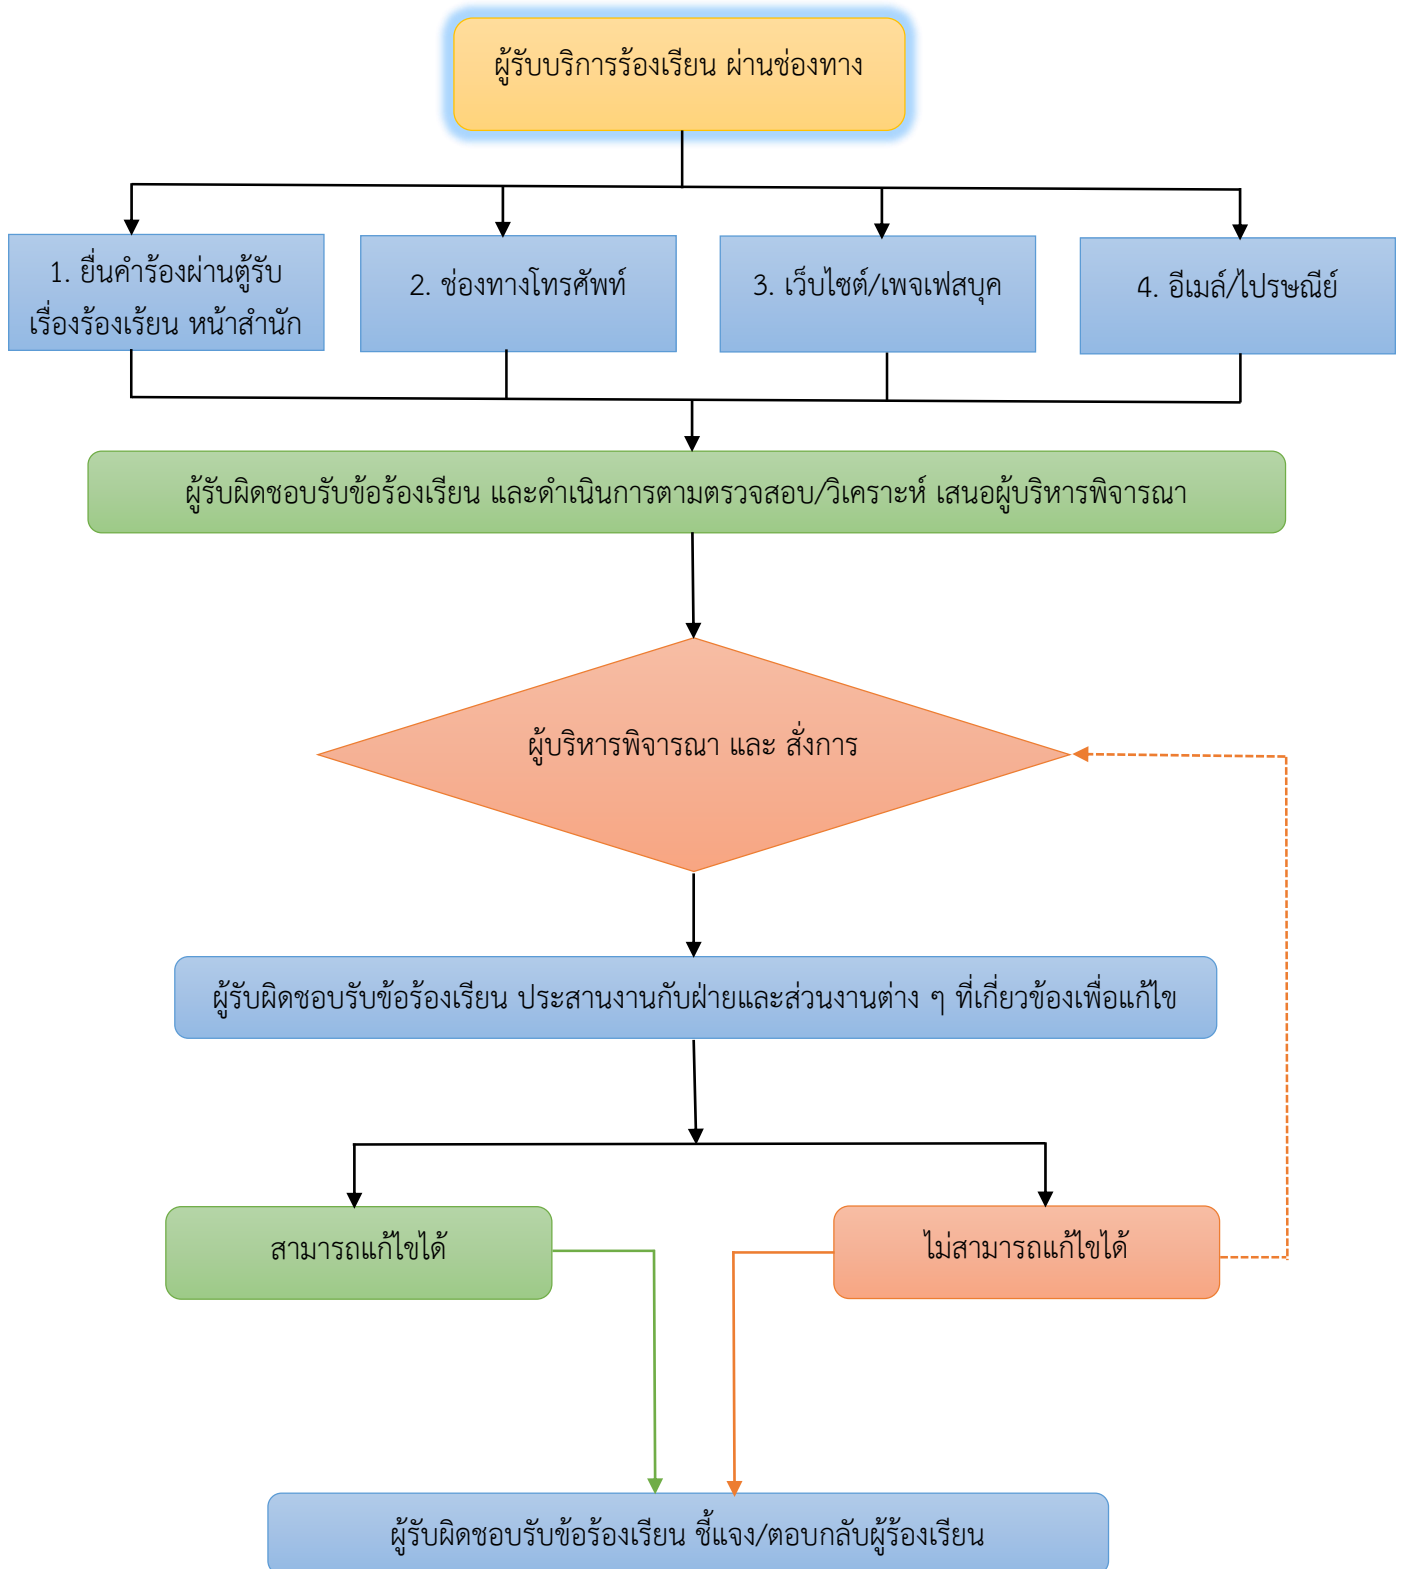 ผู้รับบริการร้องเรียน ผ่านช่องทาง
1. ยื่นคำร้องผ่านตู้รับ
เรื่องร้องเร้ยน หน้าสำนัก
2. ช่องทางโทรศัพท์
3. เว็บไซต์/เพจเฟสบุค
4. อีเมล์/ไปรษณีย์
ผู้รับผิดชอบรับข้อร้องเรียน และดำเนินการตามตรวจสอบ/วิเคราะห์ เสนอผู้บริหารพิจารณา
ผู้บริหารพิจารณา และ สั่งการ
ผู้รับผิดชอบรับข้อร้องเรียน ประสานงานกับฝ่ายและส่วนงานต่าง ๆ ที่เกี่ยวข้องเพื่อแก้ไข
สามารถแก้ไขได้
ไม่สามารถแก้ไขได้
ผู้รับผิดชอบรับข้อร้องเรียน ชี้แจง/ตอบกลับผู้ร้องเรียน